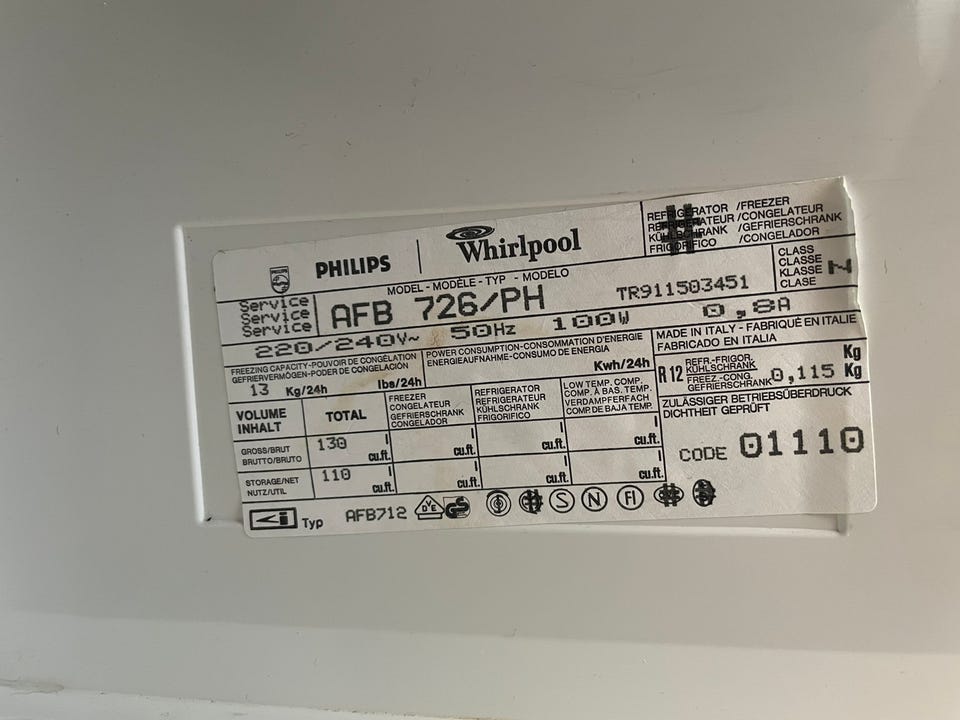 PHILIPS
Whirlpool
REFRIGERATOR /FREEZER
REFRIGERATEUR /CONGELATEUR
KÜHLSCHRANK /GEFRIERSCHRANK
FRIGORIFICO /CONGELADOR
MODEL - MODÈLE - TYP - MODELO
Service
Service
Service
AFB 726/PH
TR911503451
CLASS
CLASSE
KLASSE N
CLASE
220/240V~ 50Hz 100W 0,8A
FREEZING CAPACITY-POUVOIR DE CONGÉLATION
GEFRIERVERMÖGEN-PODER DE CONGELACIÓN
13 Kg/24h lbs/24h
POWER CONSUMPTION-CONSOMMATION D'ENERGIE
ENERGIEAUFNAHME-CONSUMO DE ENERGIA
Kwh/24h
MADE IN ITALY - FABRIQUÉ EN ITALIE
FABRICADO EN ITALIA
R 12
REFR.-FRIGOR.
KÜHLSCHRANK
Kg
FREEZ-CONG.
GEFRIERSCHRANK
0,115 Kg
VOLUME
INHALT
TOTAL
FREEZER
CONGELATEUR
GEFRIERSCHRANK
CONGELADOR
REFRIGERATOR
REFRIGERATEUR
KÜHLSCHRANK
FRIGORIFICO
LOW TEMP. COMP.
COMP. À BAS. TEMP.
VERDAMPFERFACH
COMP DE BAJA TEMP.
ZULÄSSIGER BETRIEBSÜBERDRUCK
DICHTHEIT GEPRÜFT
GROSS/BRUT
BRUTTO/BRUTO
130 l
cu.ft. l
cu.ft. l
cu.ft. l
cu.ft.
STORAGE/NET
NUTZ/UTIL
110 l
cu.ft. l
cu.ft. l
cu.ft. l
cu.ft.
CODE 01110
Typ AFB712
VDE GS S N FI